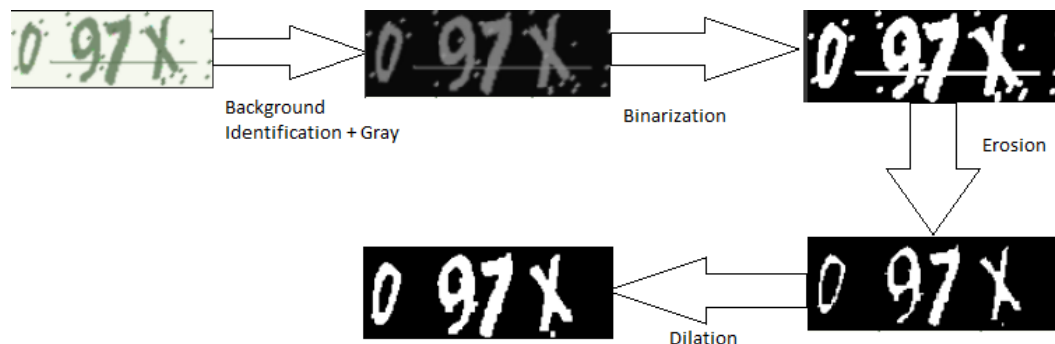 0 97X
0 97X
0 97X
Background
Identification + Gray
Binarization
Erosion
0 97X
0 97X
Dilation